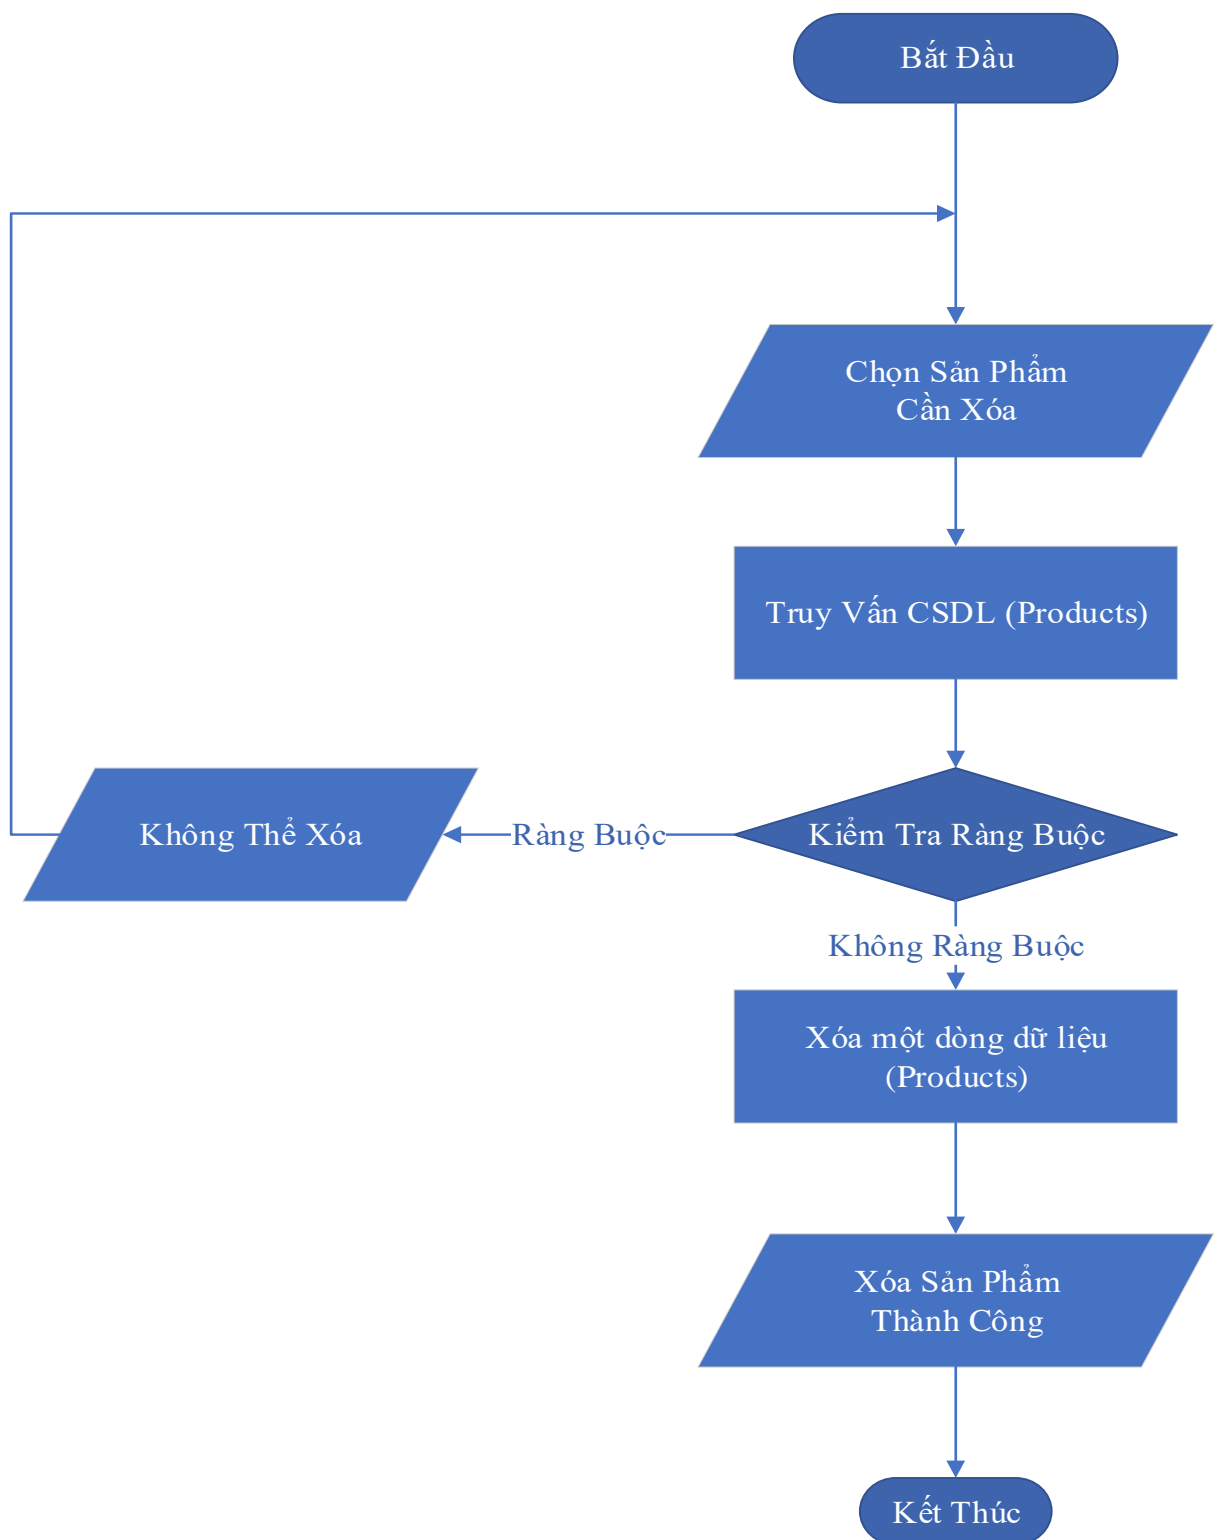 Bắt Đầu
Chọn Sản Phẩm
Cần Xóa
Truy Vấn CSDL (Products)
Kiểm Tra Ràng Buộc
Ràng Buộc
Không Thể Xóa
Không Ràng Buộc
Xóa một dòng dữ liệu
(Products)
Xóa Sản Phẩm
Thành Công
Kết Thúc